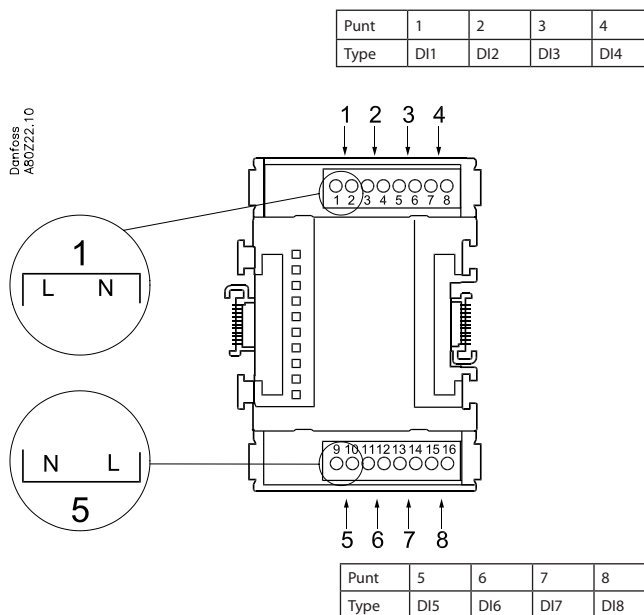 Punt 1 2 3 4
Type DI1 DI2 DI3 DI4
Danfoss
A80Z22.10
1 2 3 4
1 2 3 4 5 6 7 8
1
L N
9 10 11 12 13 14 15 16
N L
5
5 6 7 8
Punt 5 6 7 8
Type DI5 DI6 DI7 DI8